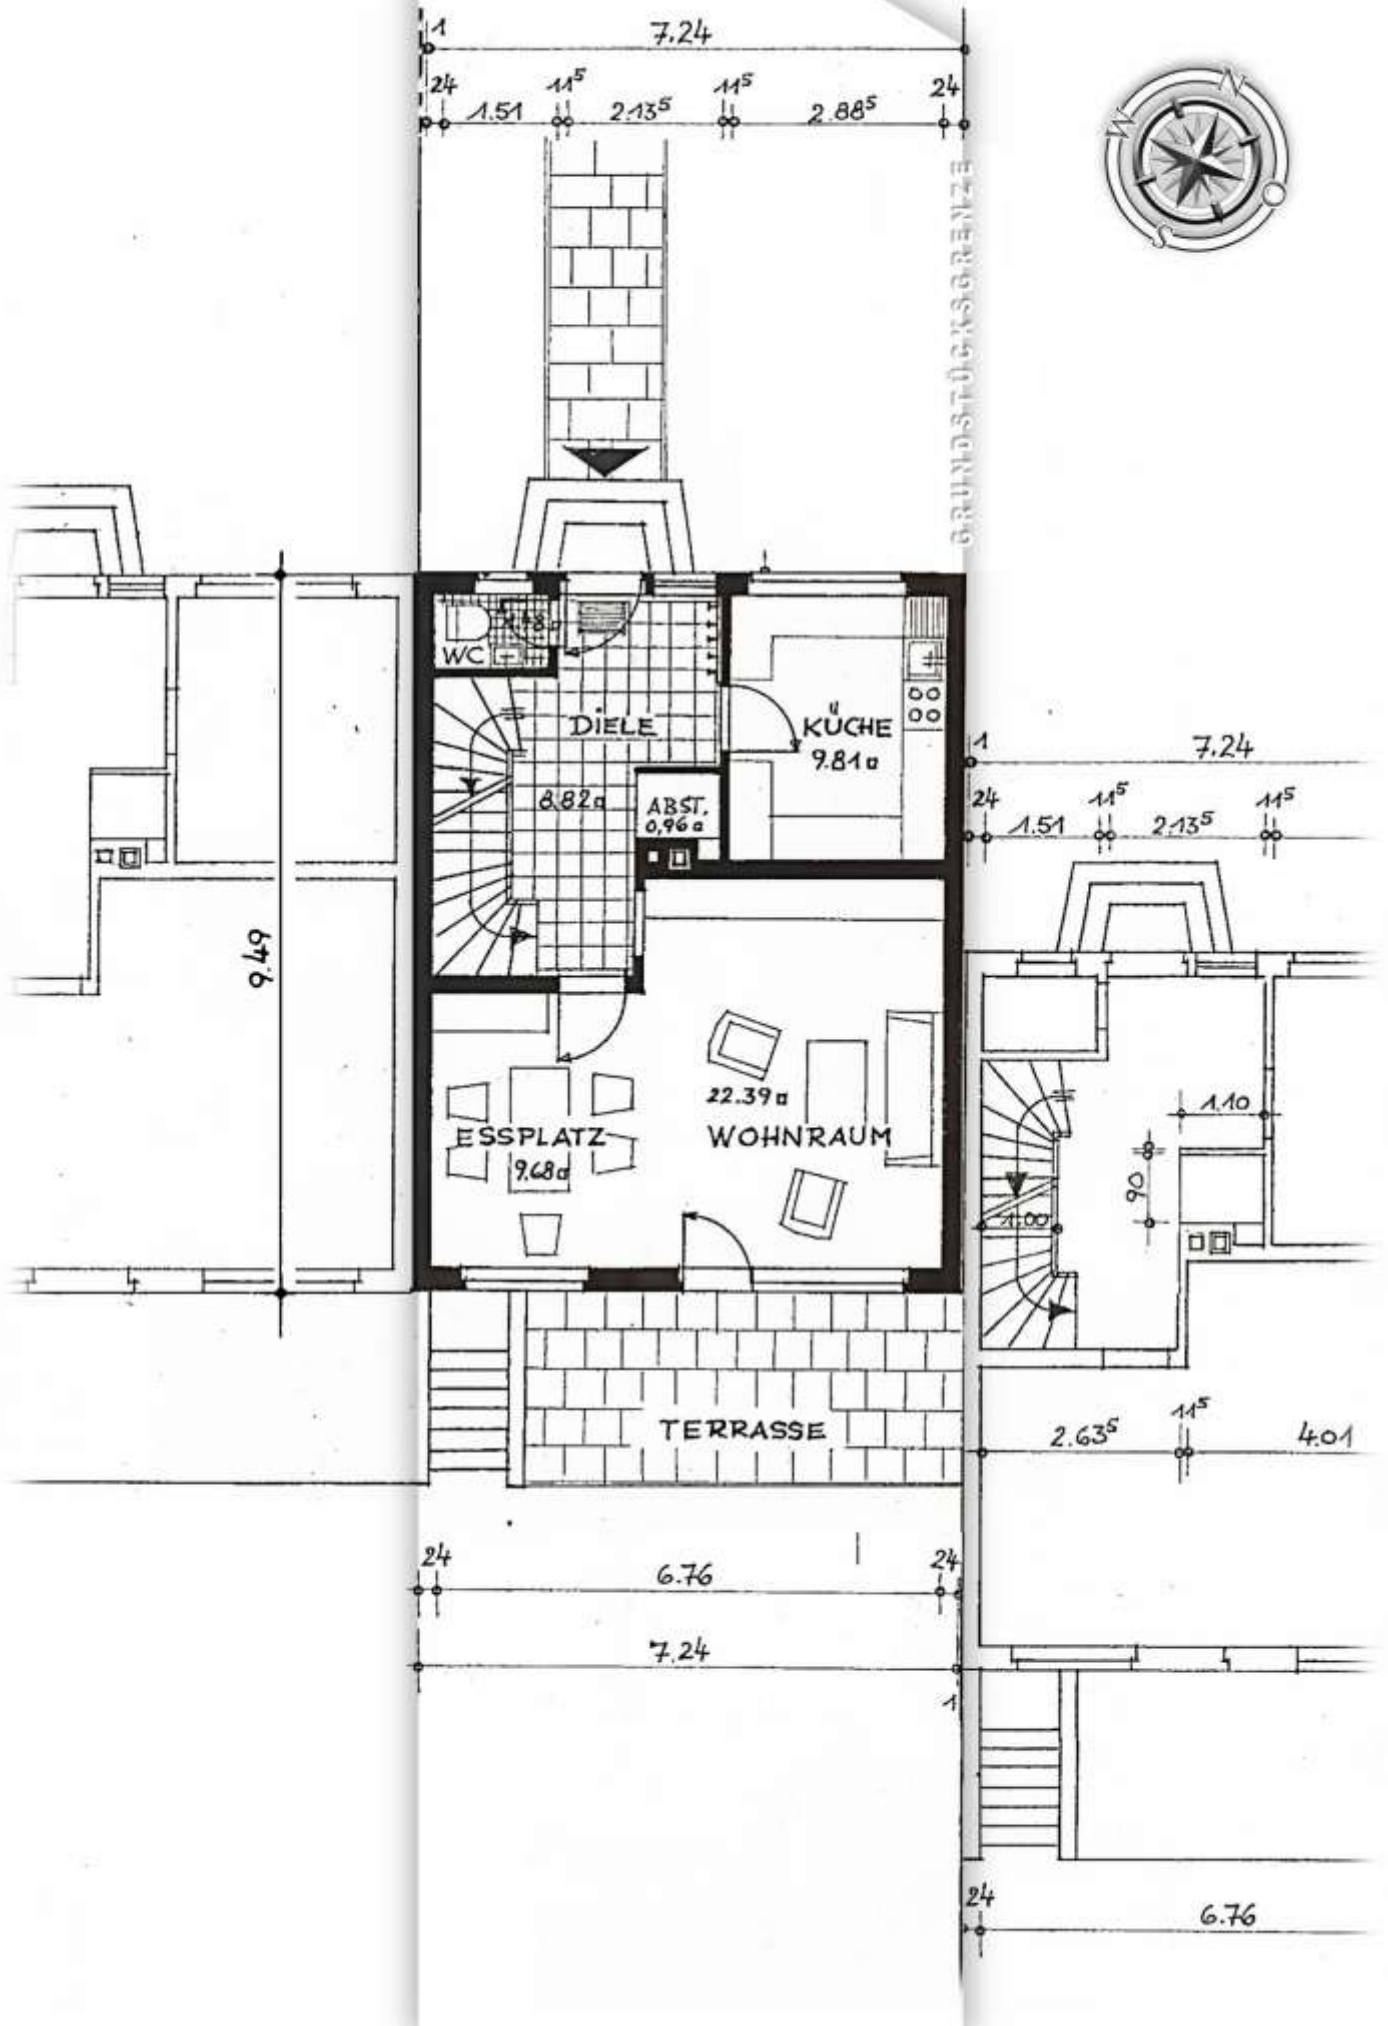 1
7.24
24
1.51
11⁵
2.13⁵
11⁵
2.88⁵
24
N
W
O
S
GRUNDSTÜCKSGRENZE
WC
DIELE
8.82
KÜCHE
9.81
ABST.
0,96
9.49
22.39
ESSPLATZ
WOHNRAUM
9.68
TERRASSE
24
6.76
24
7.24
1
1
7.24
24
1.51
11⁵
2.13⁵
11⁵
1.10
90
1.00
2.63⁵
11⁵
4.01
24
6.76